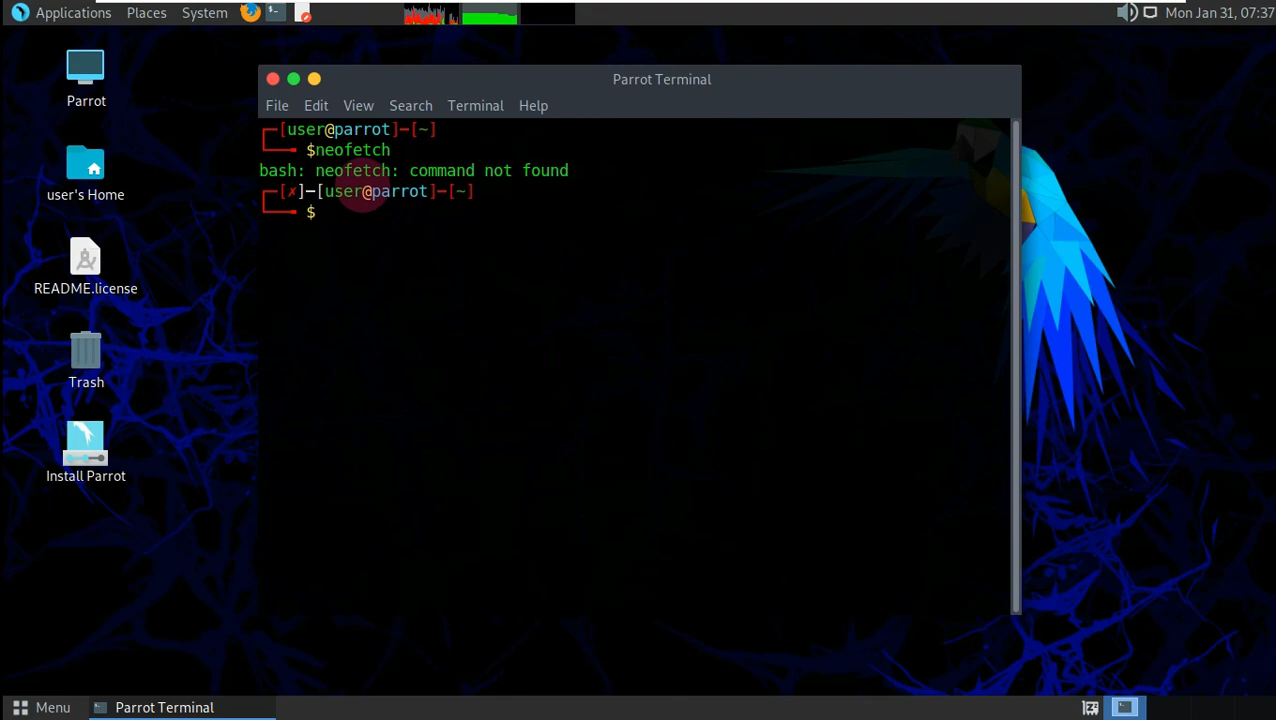 Applications Places System Mon Jan 31, 07:37
Parrot
user's Home
README.license
Trash
Install Parrot
Parrot Terminal
File Edit View Search Terminal Help
┌─[user@parrot]─[~]
└──╼ $neofetch
bash: neofetch: command not found
┌─[✗]─[user@parrot]─[~]
└──╼ $
Menu Parrot Terminal